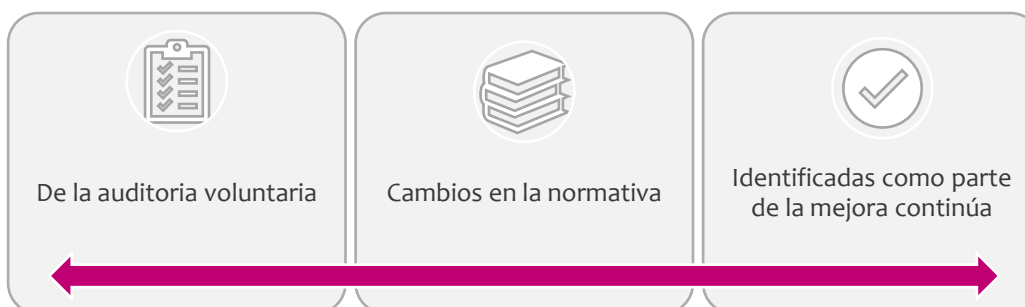 De la auditoria voluntaria
Cambios en la normativa
Identificadas como parte
de la mejora continúa